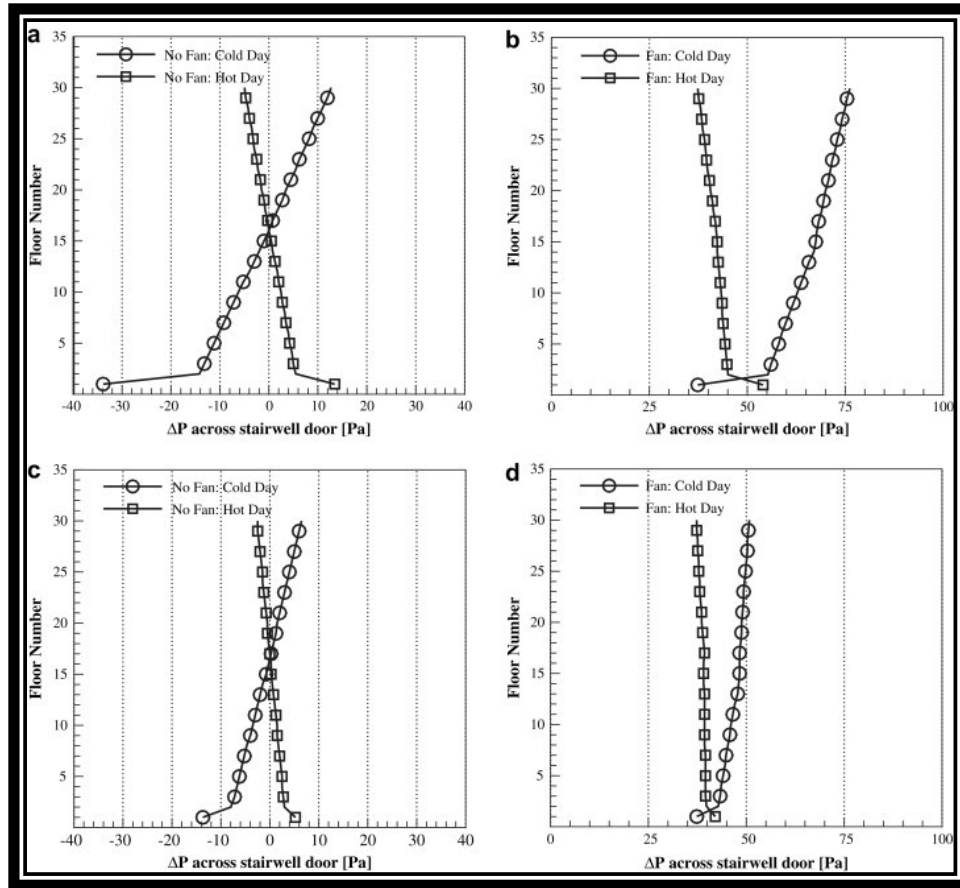 a
No Fan: Cold Day
No Fan: Hot Day
35
30
25
20
15
10
5
Floor Number
-40 -30 -20 -10 0 10 20 30 40
ΔP across stairwell door [Pa]
b
Fan: Cold Day
Fan: Hot Day
35
30
25
20
15
10
5
Floor Number
0 25 50 75 100
ΔP across stairwell door [Pa]
c
No Fan: Cold Day
No Fan: Hot Day
35
30
25
20
15
10
5
Floor Number
-40 -30 -20 -10 0 10 20 30 40
ΔP across stairwell door [Pa]
d
Fan: Cold Day
Fan: Hot Day
35
30
25
20
15
10
5
Floor Number
0 25 50 75 100
ΔP across stairwell door [Pa]